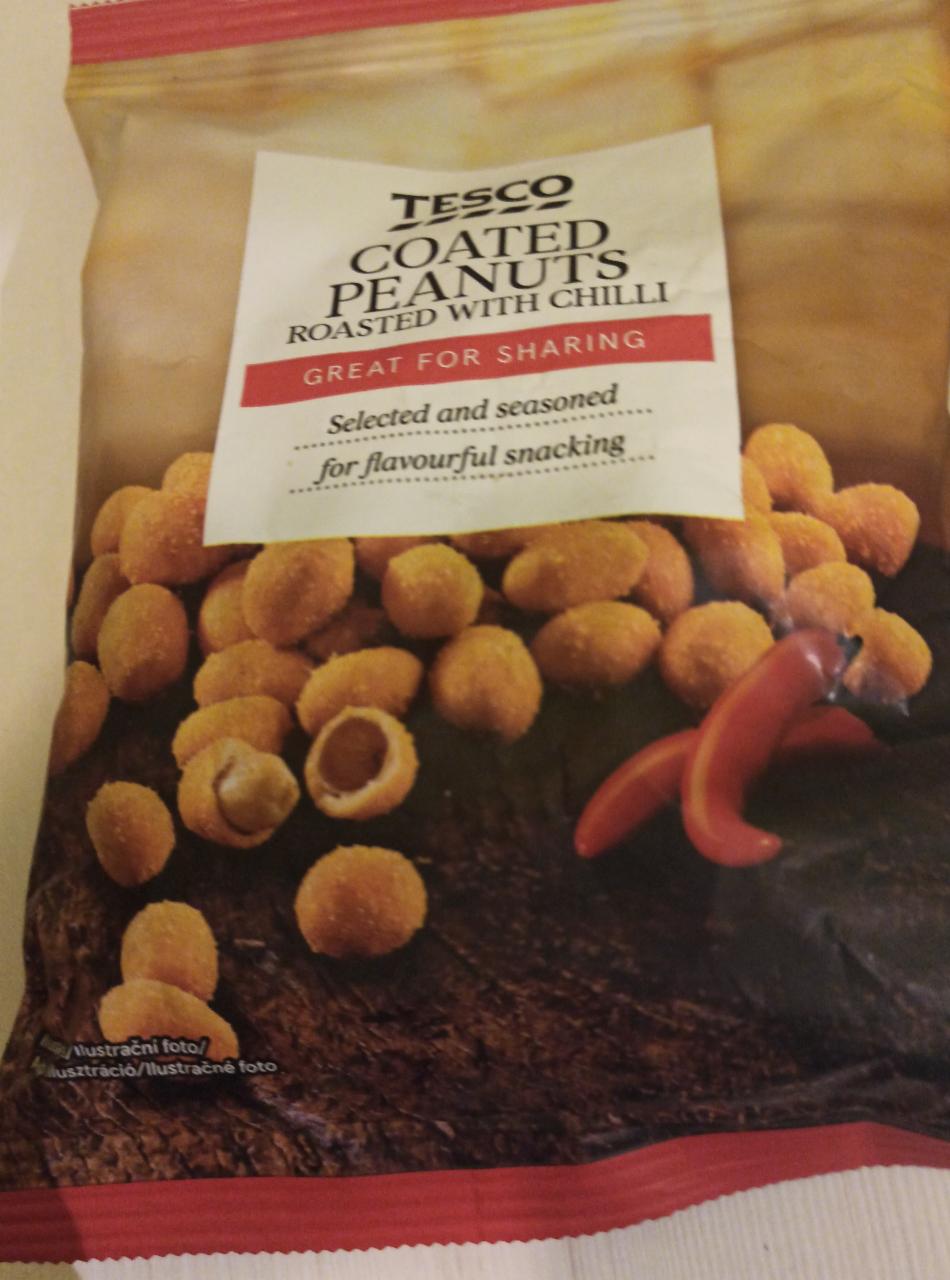 TESCO
COATED
PEANUTS
ROASTED WITH CHILLI
GREAT FOR SHARING
Selected and seasoned
for flavourful snacking
/Ilustrační foto/
/Ilustračné foto